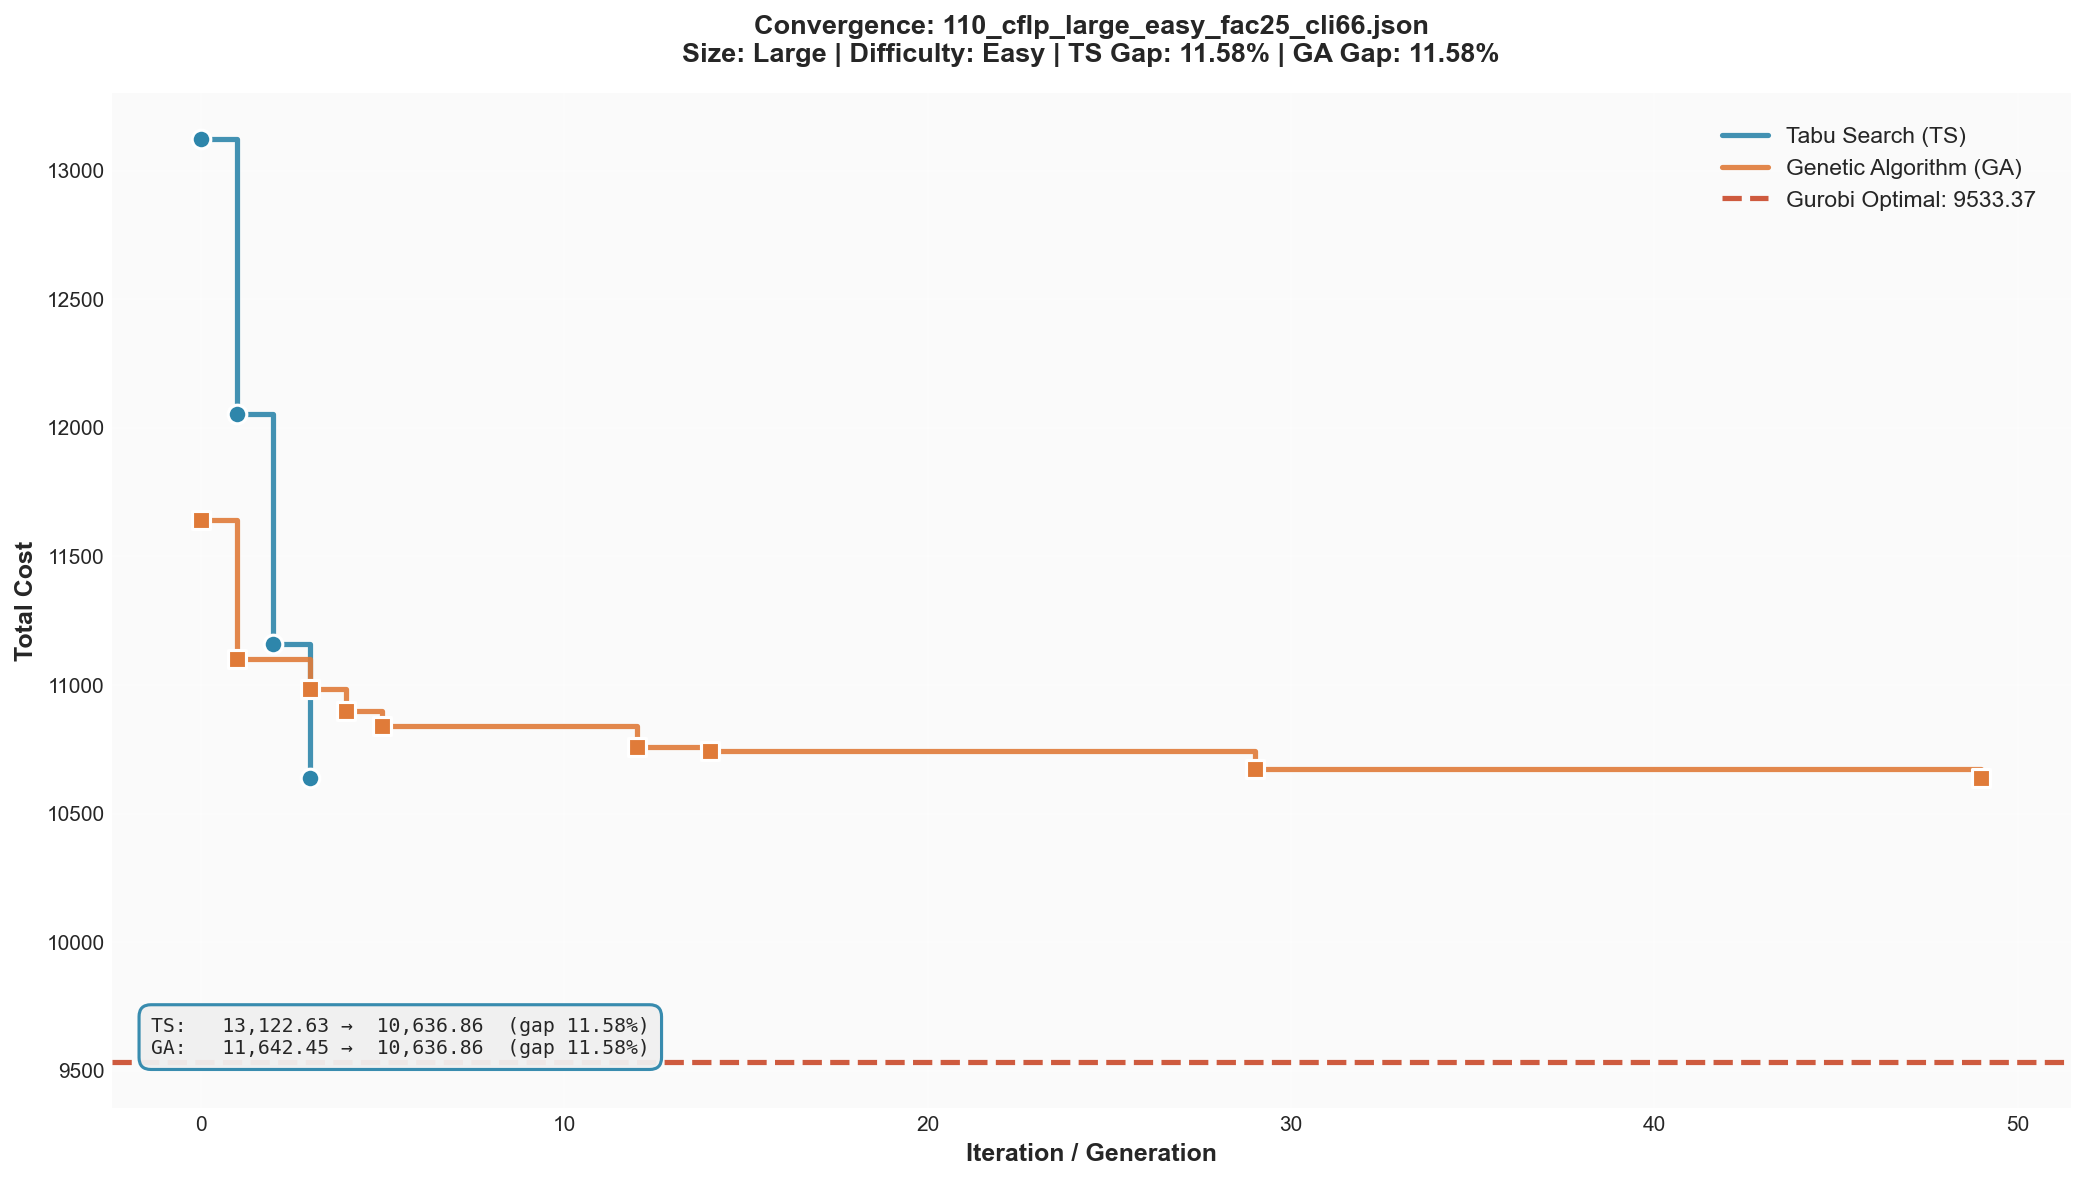 Convergence: 110_cflp_large_easy_fac25_cli66.json
Size: Large | Difficulty: Easy | TS Gap: 11.58% | GA Gap: 11.58%
Tabu Search (TS)
Genetic Algorithm (GA)
Gurobi Optimal: 9533.37
Total Cost
13000
12500
12000
11500
11000
10500
10000
9500
TS: 13,122.63 → 10,636.86 (gap 11.58%)
GA: 11,642.45 → 10,636.86 (gap 11.58%)
0 10 20 30 40 50
Iteration / Generation